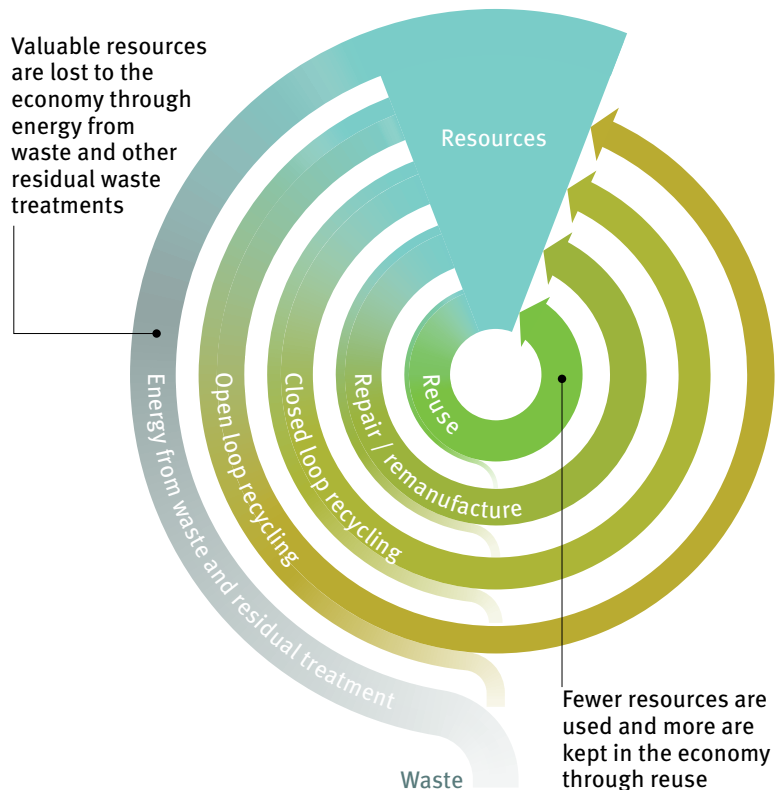 Valuable resources
are lost to the
economy through
energy from
waste and other
residual waste
treatments
Resources
Energy from waste and residual treatment
Open loop recycling
Closed loop recycling
Repair / remanufacture
Reuse
Fewer resources are
used and more are
kept in the economy
through reuse
Waste